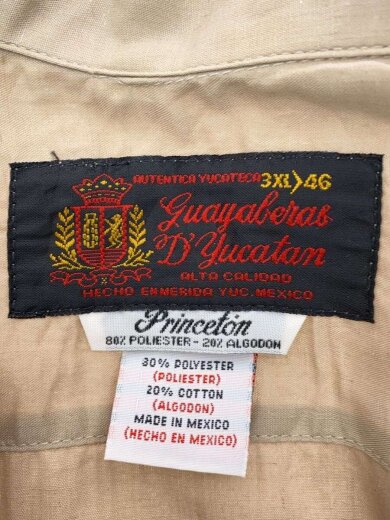 AUTENTICA YUCATECA 3XL>46
Guayaberas
D'Yucatan
ALTA CALIDAD
HECHO EN MERIDA YUC. MEXICO
Princeton
80% POLIESTER - 20% ALGODON
80% POLYESTER
(POLIESTER)
20% COTTON
(ALGODON)
MADE IN MEXICO
(HECHO EN MEXICO)